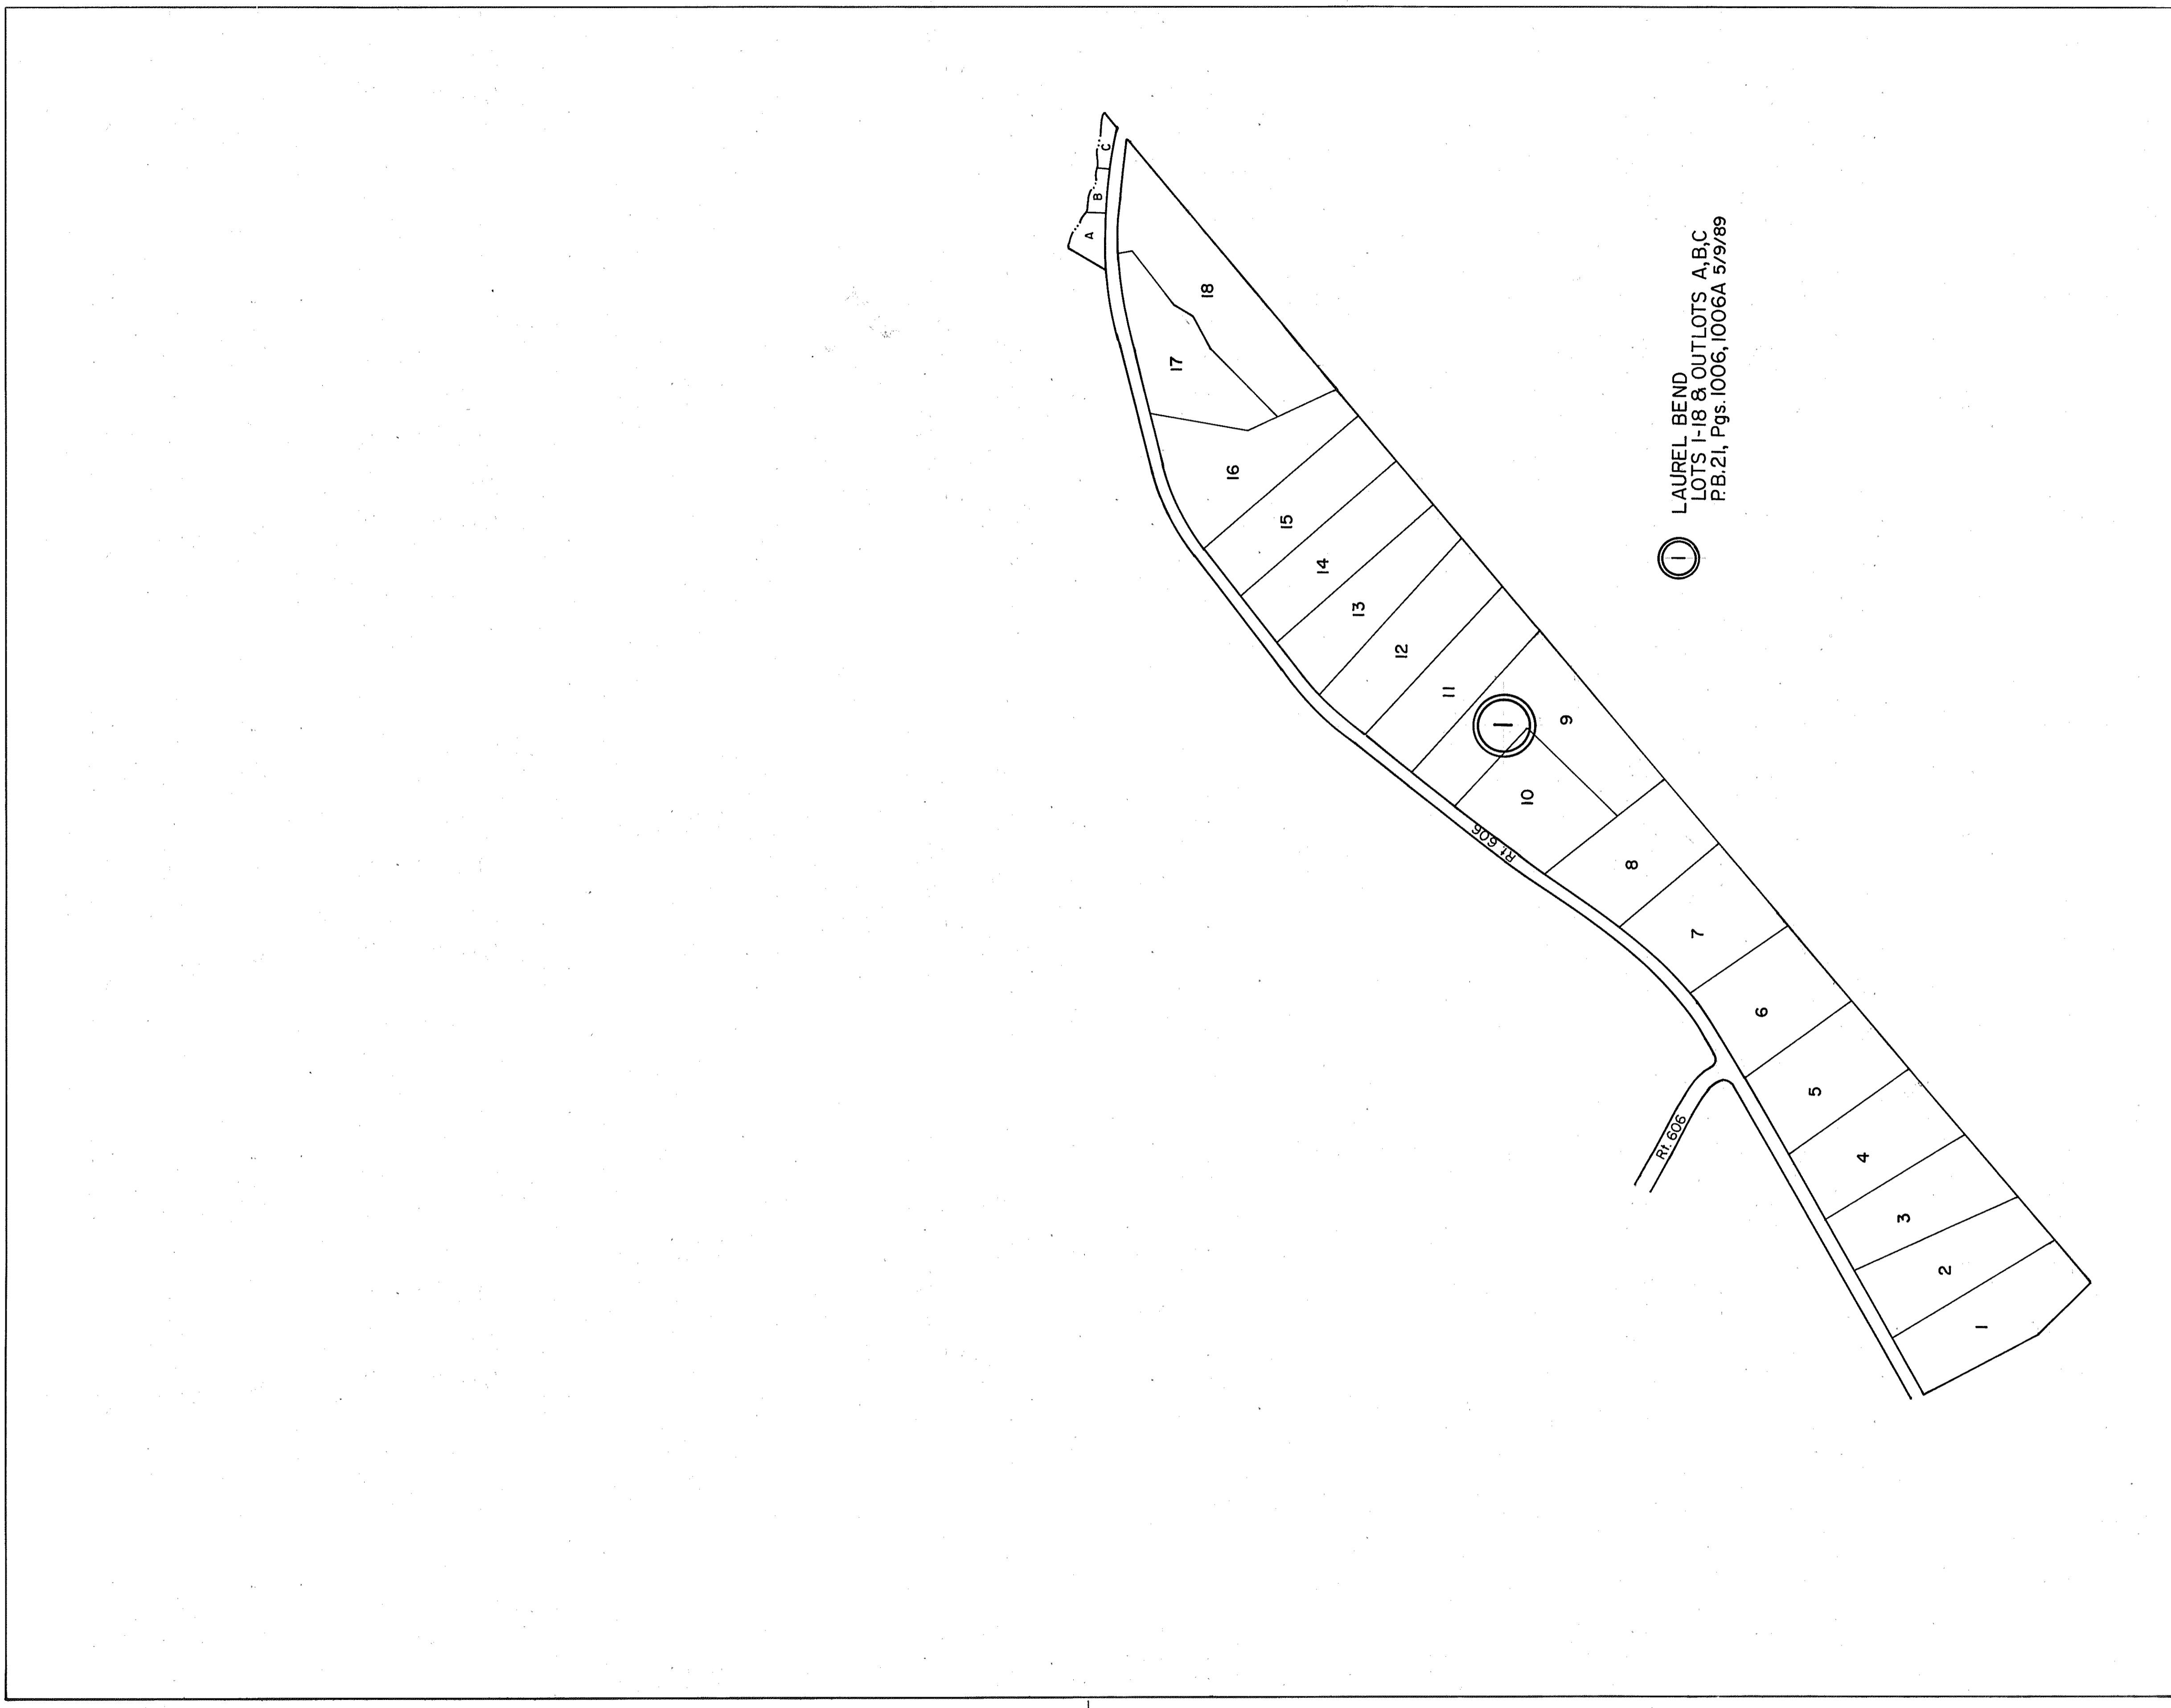 C
B
A
18
17
16
15
14
13
12
11
1
9
10
Rt. 606
8
7
6
5
Rt. 606
4
3
2
1
1
LAUREL BEND
LOTS 1-18 & OUTLOTS A,B,C
P.B.21, Pgs.1006,1006A 5/9/89